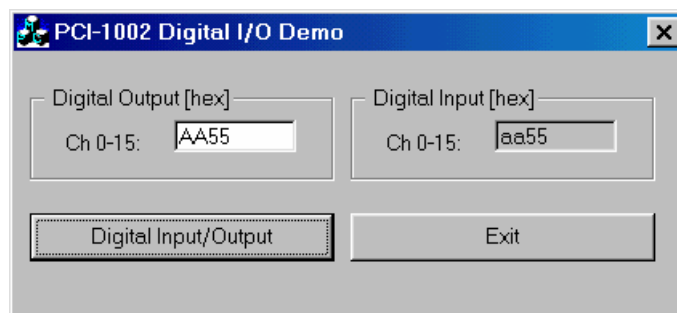 PCI-1002 Digital I/O Demo
Digital Output [hex]
Ch 0-15: AA55
Digital Input [hex]
Ch 0-15: aa55
Digital Input/Output
Exit